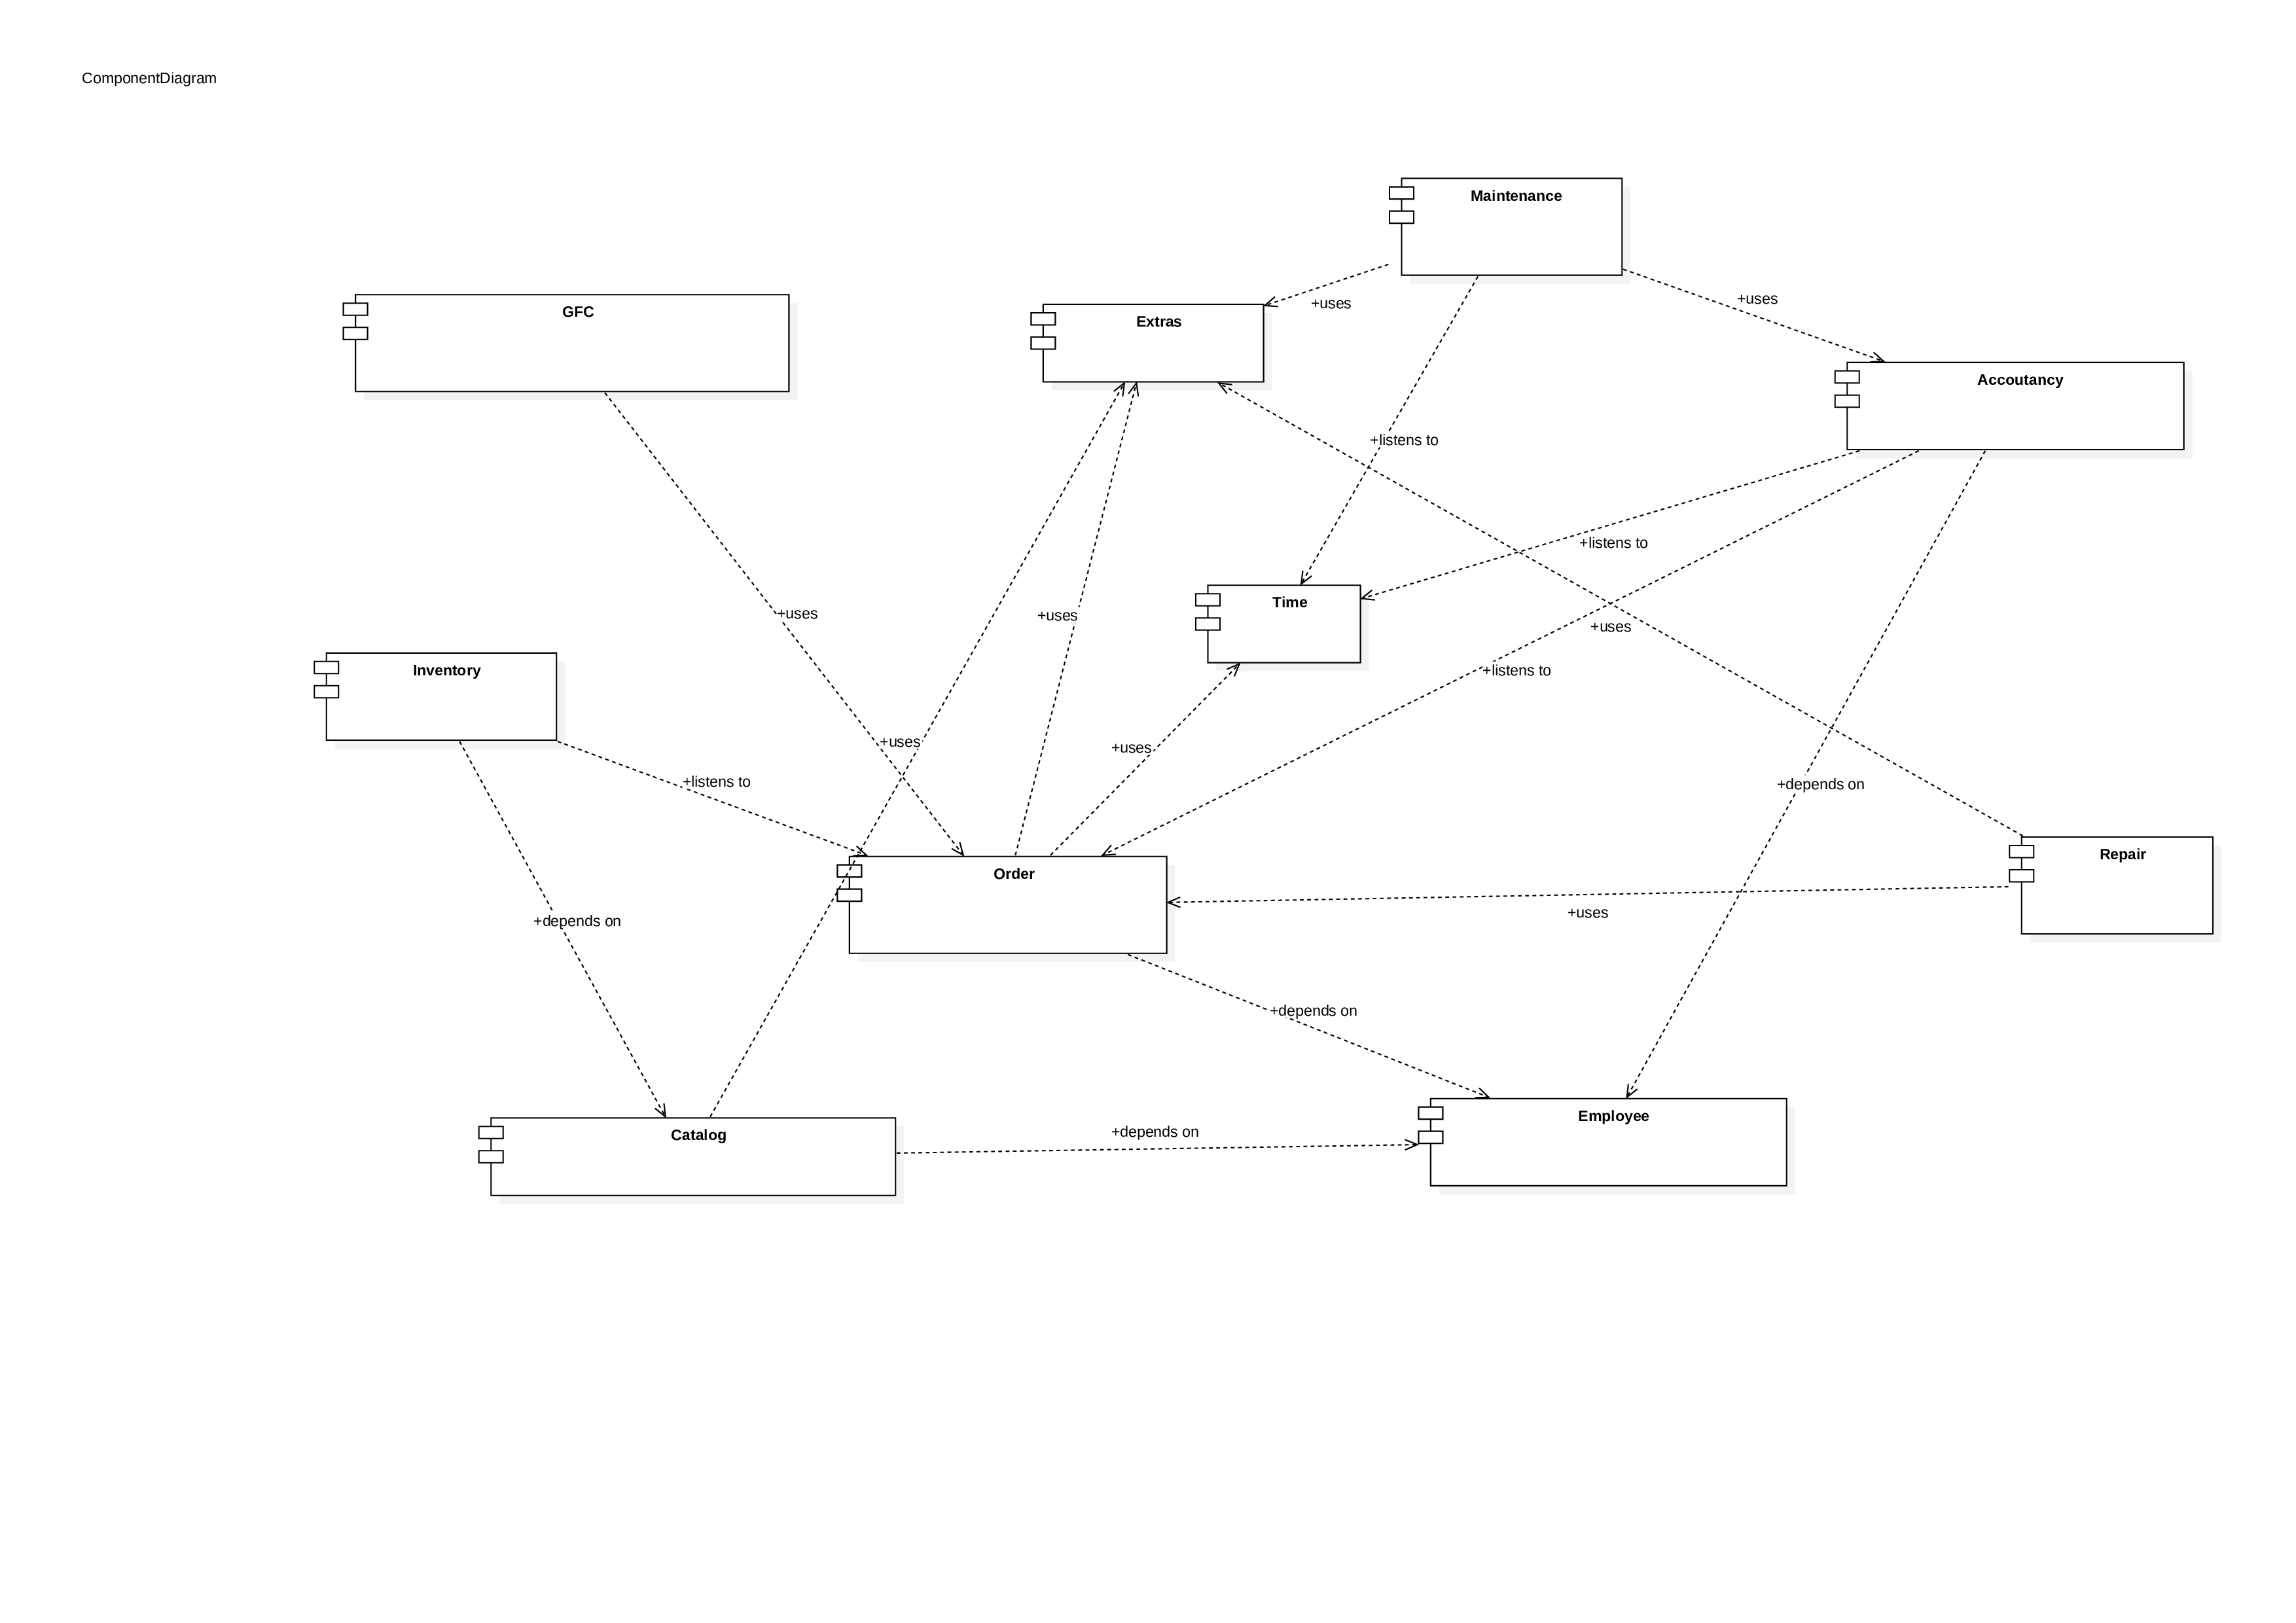 ComponentDiagram
Maintenance
GFC
Extras
+uses
+uses
Accoutancy
+listens to
+listens to
Time
+uses
+uses
+uses
Inventory
+listens to
+uses
+uses
+listens to
+depends on
Order
Repair
+depends on
+uses
+depends on
Employee
Catalog
+depends on